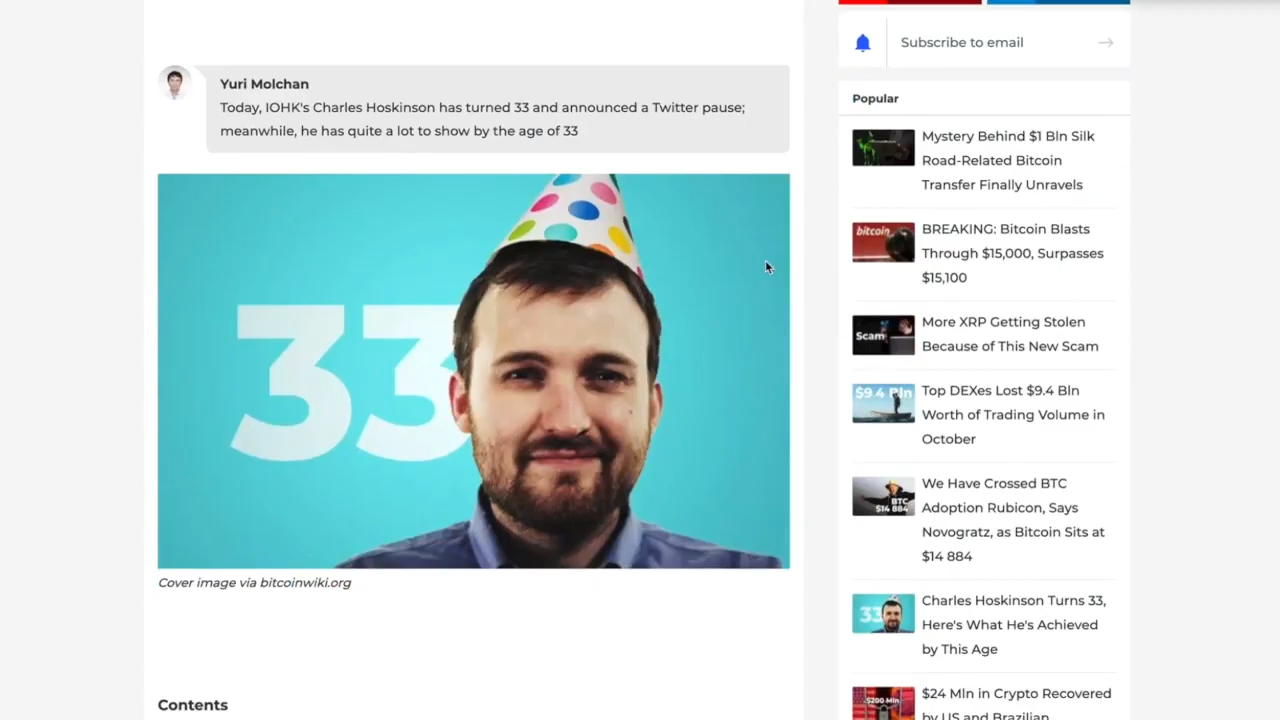 Subscribe to email
Yuri Molchan
Today, IOHK's Charles Hoskinson has turned 33 and announced a Twitter pause;
meanwhile, he has quite a lot to show by the age of 33
33
Cover image via bitcoinwiki.org
Contents
Popular
Mystery Behind $1 Bln Silk
Road-Related Bitcoin
Transfer Finally Unravels
bitcoin
BREAKING: Bitcoin Blasts
Through $15,000, Surpasses
$15,100
Scam
More XRP Getting Stolen
Because of This New Scam
$9.4 Bln
Top DEXes Lost $9.4 Bln
Worth of Trading Volume in
October
BTC
$14 884
We Have Crossed BTC
Adoption Rubicon, Says
Novogratz, as Bitcoin Sits at
$14 884
33
Charles Hoskinson Turns 33,
Here's What He's Achieved
by This Age
$200 Mln
$24 Mln in Crypto Recovered
by US and Brazilian